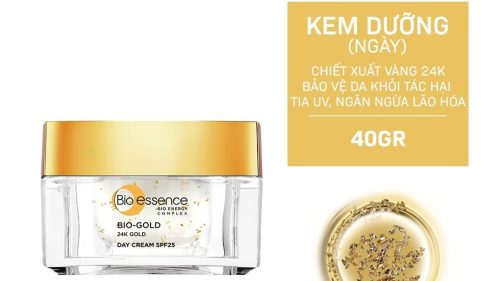 KEM DƯỠNG
(NGÀY)
CHIẾT XUẤT VÀNG 24K
BẢO VỆ DA KHỎI TÁC HẠI
TIA UV, NGĂN NGỪA LÃO HÓA
40GR
Bio essence
BIO ENERGY
COMPLEX
BIO-GOLD
24K GOLD
DAY CREAM SPF25